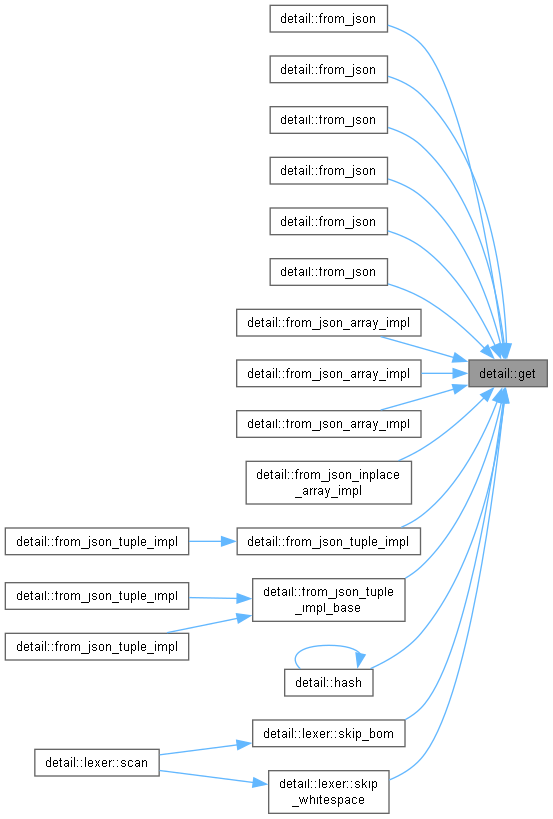 detail::from_json
detail::from_json
detail::from_json
detail::from_json
detail::from_json
detail::from_json
detail::from_json_array_impl
detail::from_json_array_impl
detail::get
detail::from_json_array_impl
detail::from_json_inplace
_array_impl
detail::from_json_tuple_impl
detail::from_json_tuple_impl
detail::from_json_tuple_impl
detail::from_json_tuple
_impl_base
detail::from_json_tuple_impl
detail::hash
detail::lexer::skip_bom
detail::lexer::scan
detail::lexer::skip
_whitespace